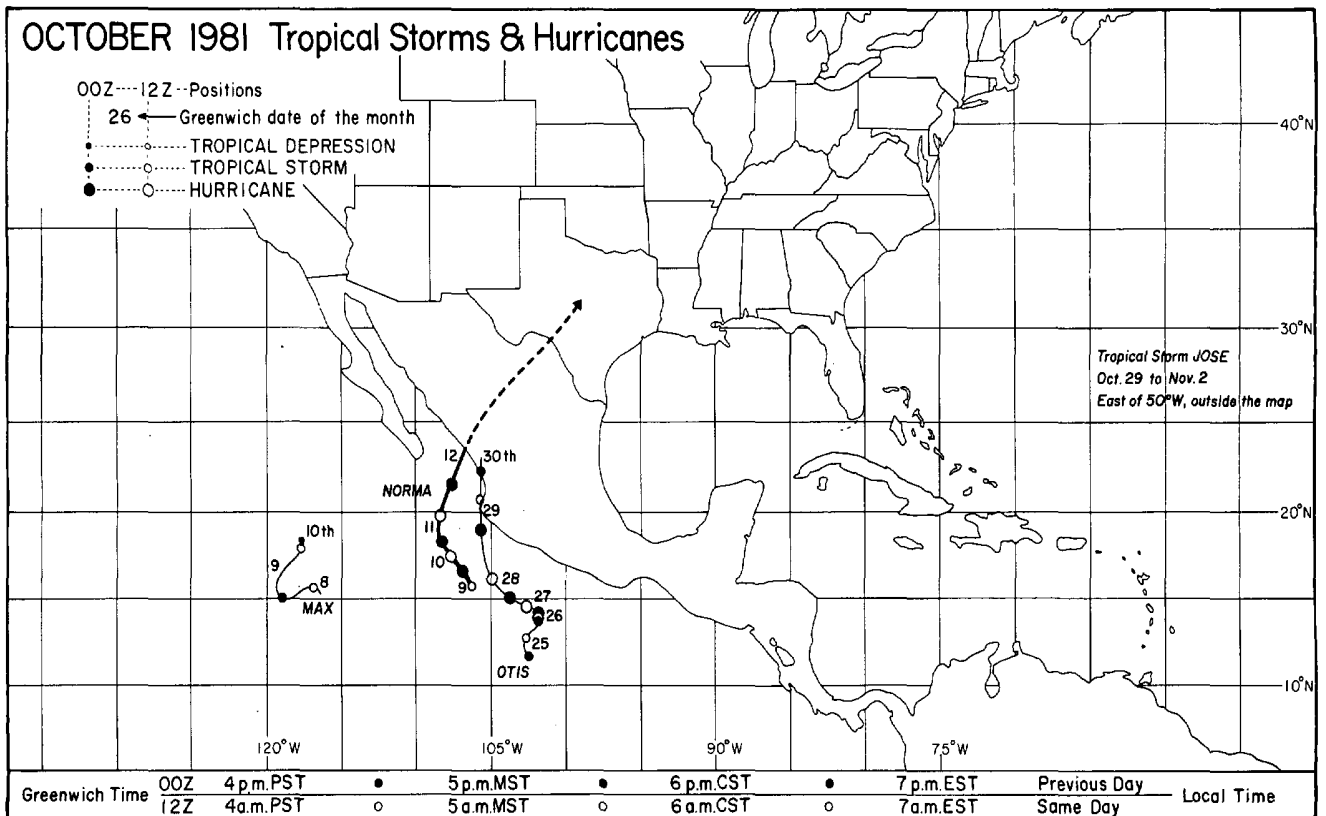 OCTOBER 1981 Tropical Storms & Hurricanes
00Z----12Z--Positions
26 Greenwich date of the month
TROPICAL DEPRESSION
TROPICAL STORM
HURRICANE
40°N
30°N
Tropical Storm JOSE
Oct. 29 to Nov. 2
East of 50°W, outside the map
12
30th
NORMA
29
20°N
11
10th
10
9
28
9
8
27
MAX
26
25
OTIS
10°N
120°W
105°W
90°W
75°W
Greenwich Time
00Z 4 p.m. PST 5 p.m. MST 6 p.m. CST 7 p.m. EST Previous Day
12Z 4 a.m. PST 5 a.m. MST 6 a.m. CST 7 a.m. EST Same Day
Local Time